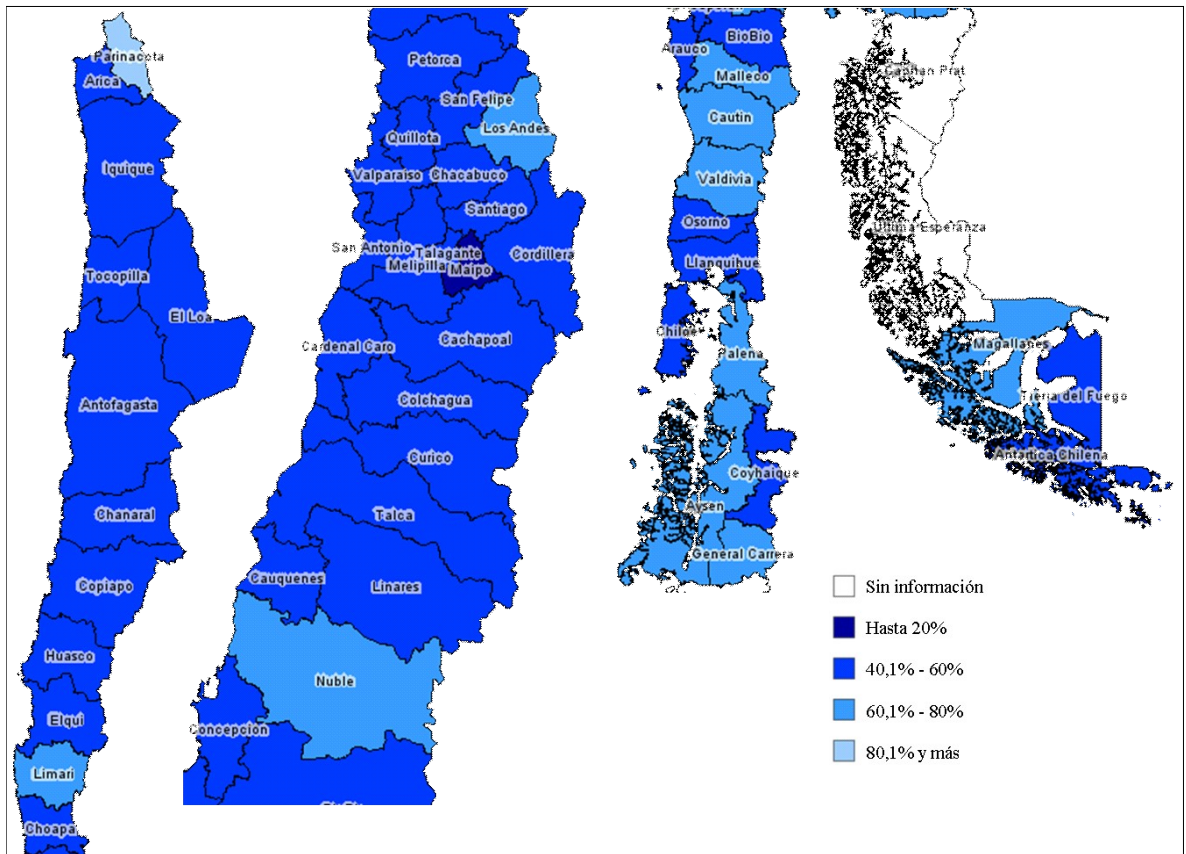 Parinacota
Arica
Iquique
Tocopilla
El Loa
Antofagasta
Chanaral
Copiapo
Huasco
Elqui
Limari
Choapa
Petorca
San Felipe
Los Andes
Quillota
Valparaiso
Chacabuco
Santiago
San Antonio
Talagante
Cordillera
Melipilla
Maipo
Cardenal Caro
Cachapoal
Colchagua
Curico
Talca
Cauquenes
Linares
Nuble
Concepcion
BioBio
Arauco
Malleco
Cautin
Valdivia
Osorno
Llanquihue
Chiloe
Palena
Coyhaique
Aysen
General Carrera
Capitan Prat
Ultima Esperanza
Magallanes
Tierra del Fuego
Antartica Chilena
Sin información
Hasta 20%
40,1% - 60%
60,1% - 80%
80,1% y más